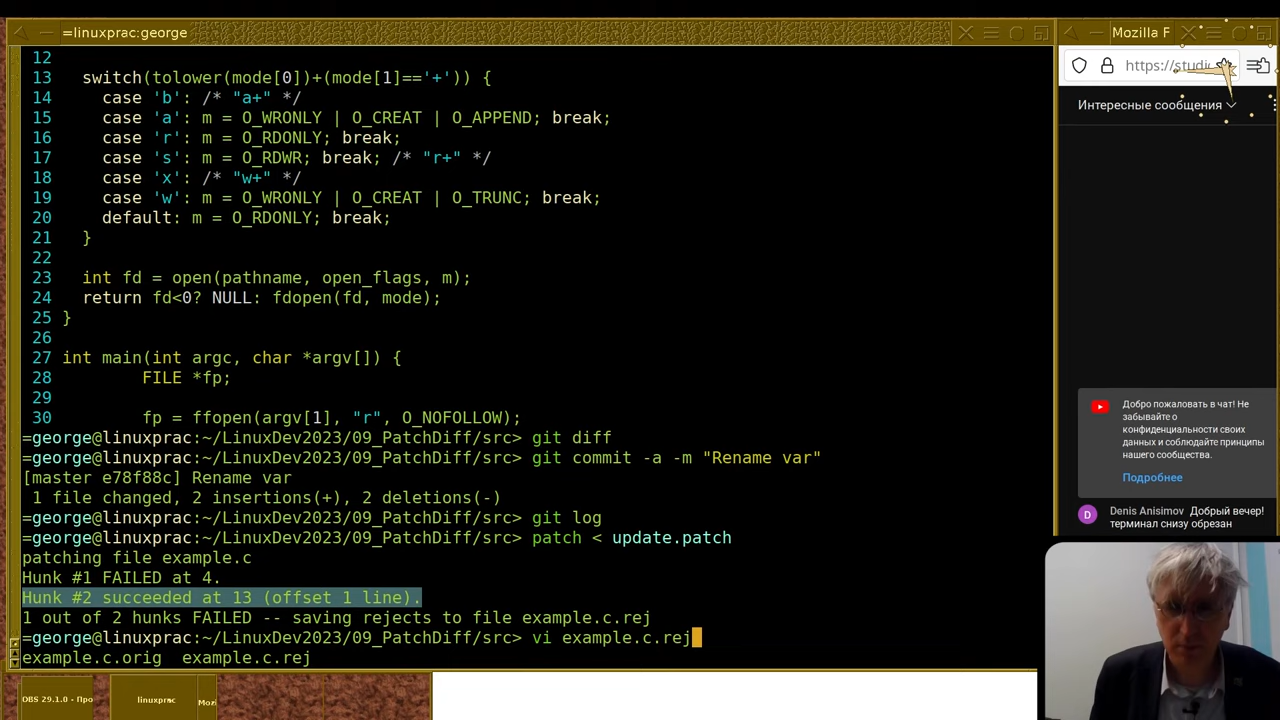 =linuxprac:george
Mozilla F
12
13   switch(tolower(mode[0])+(mode[1]=='+')) {
14     case 'b': /* "a+" */
15     case 'a': m = O_WRONLY | O_CREAT | O_APPEND; break;
16     case 'r': m = O_RDONLY; break;
17     case 's': m = O_RDWR; break; /* "r+" */
18     case 'x': /* "w+" */
19     case 'w': m = O_WRONLY | O_CREAT | O_TRUNC; break;
20     default: m = O_RDONLY; break;
21   }
22
23   int fd = open(pathname, open_flags, m);
24   return fd<0? NULL: fdopen(fd, mode);
25 }
26
27 int main(int argc, char *argv[]) {
28         FILE *fp;
29
30         fp = ffopen(argv[1], "r", O_NOFOLLOW);
=george@linuxprac:~/LinuxDev2023/09_PatchDiff/src> git diff
=george@linuxprac:~/LinuxDev2023/09_PatchDiff/src> git commit -a -m "Rename var"
[master e78f88c] Rename var
 1 file changed, 2 insertions(+), 2 deletions(-)
=george@linuxprac:~/LinuxDev2023/09_PatchDiff/src> git log
=george@linuxprac:~/LinuxDev2023/09_PatchDiff/src> patch < update.patch
patching file example.c
Hunk #1 FAILED at 4.
Hunk #2 succeeded at 13 (offset 1 line).
1 out of 2 hunks FAILED -- saving rejects to file example.c.rej
=george@linuxprac:~/LinuxDev2023/09_PatchDiff/src> vi example.c.rej
example.c.orig  example.c.rej
https://studi
Интересные сообщения
Добро пожаловать в чат! Не
забывайте о
конфиденциальности своих
данных и соблюдайте принципы
нашего сообщества.
Подробнее
D
Denis Anisimov Добрый вечер!
терминал снизу обрезан
OBS 29.1.0 - Про
linuxprac
Moz